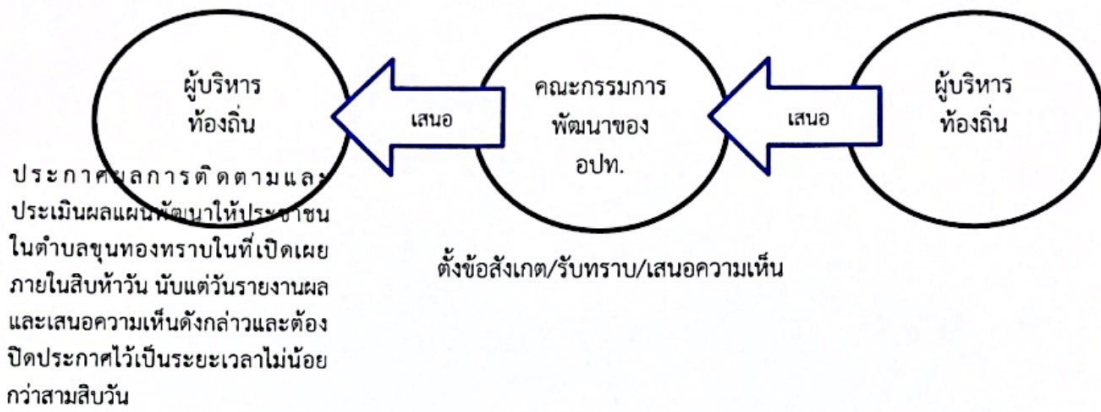 ผู้บริหาร
ท้องถิ่น
เสนอ
คณะกรรมการ
พัฒนาของ
อปท.
เสนอ
ผู้บริหาร
ท้องถิ่น
ประกาศผลการติดตามและ
ประเมินผลแผนพัฒนาให้ประชาชน
ในตำบลขุนทองทราบในที่เปิดเผย
ภายในสิบห้าวัน นับแต่วันรายงานผล
และเสนอความเห็นดังกล่าวและต้อง
ปิดประกาศไว้เป็นระยะเวลาไม่น้อย
กว่าสามสิบวัน
ตั้งข้อสังเกต/รับทราบ/เสนอความเห็น